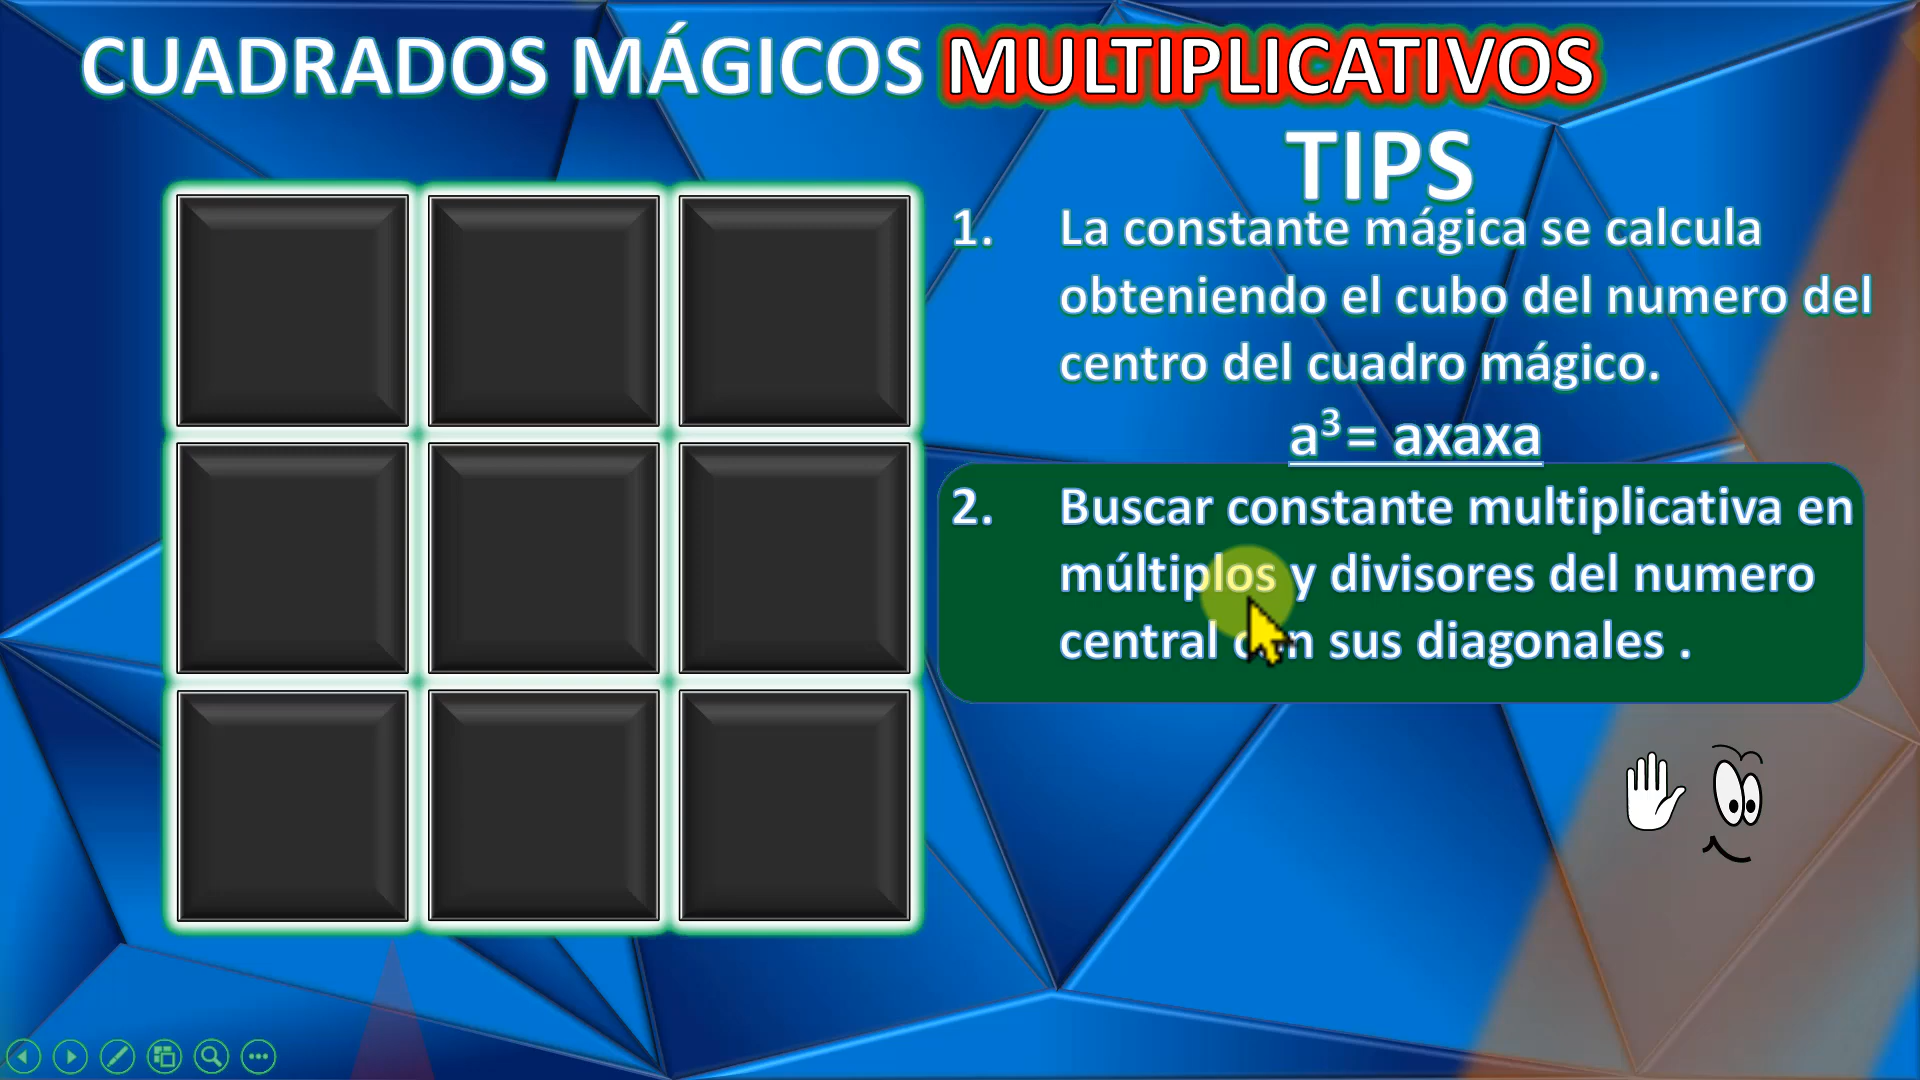 CUADRADOS MÁGICOS MULTIPLICATIVOS
TIPS
1. La constante mágica se calcula
obteniendo el cubo del numero del
centro del cuadro mágico.
a³= axaxa
2. Buscar constante multiplicativa en
múltiplos y divisores del numero
central con sus diagonales .